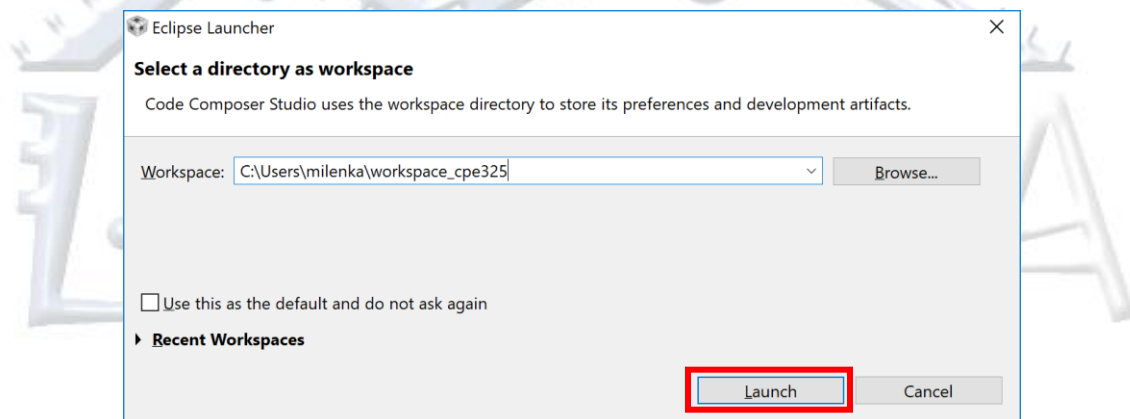 Eclipse Launcher
Select a directory as workspace
Code Composer Studio uses the workspace directory to store its preferences and development artifacts.
Workspace: C:\Users\milenka\workspace_cpe325 Browse...
Use this as the default and do not ask again
Recent Workspaces
Launch Cancel